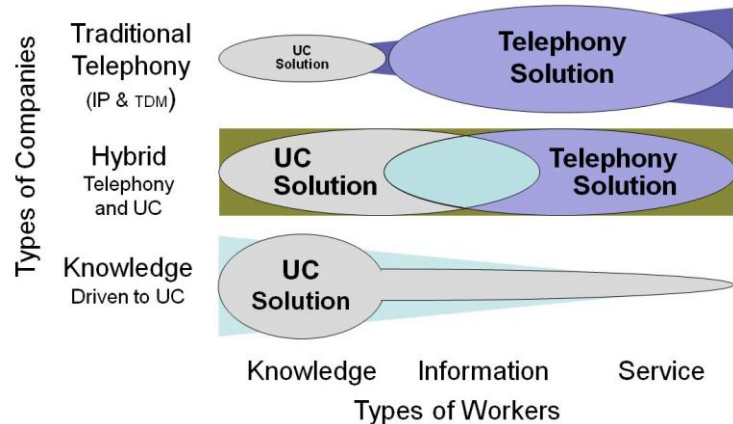 Types of Companies
Traditional
Telephony
(IP & TDM)
UC
Solution
Telephony
Solution
Hybrid
Telephony
and UC
UC
Solution
Telephony
Solution
Knowledge
Driven to UC
UC
Solution
Knowledge
Information
Service
Types of Workers